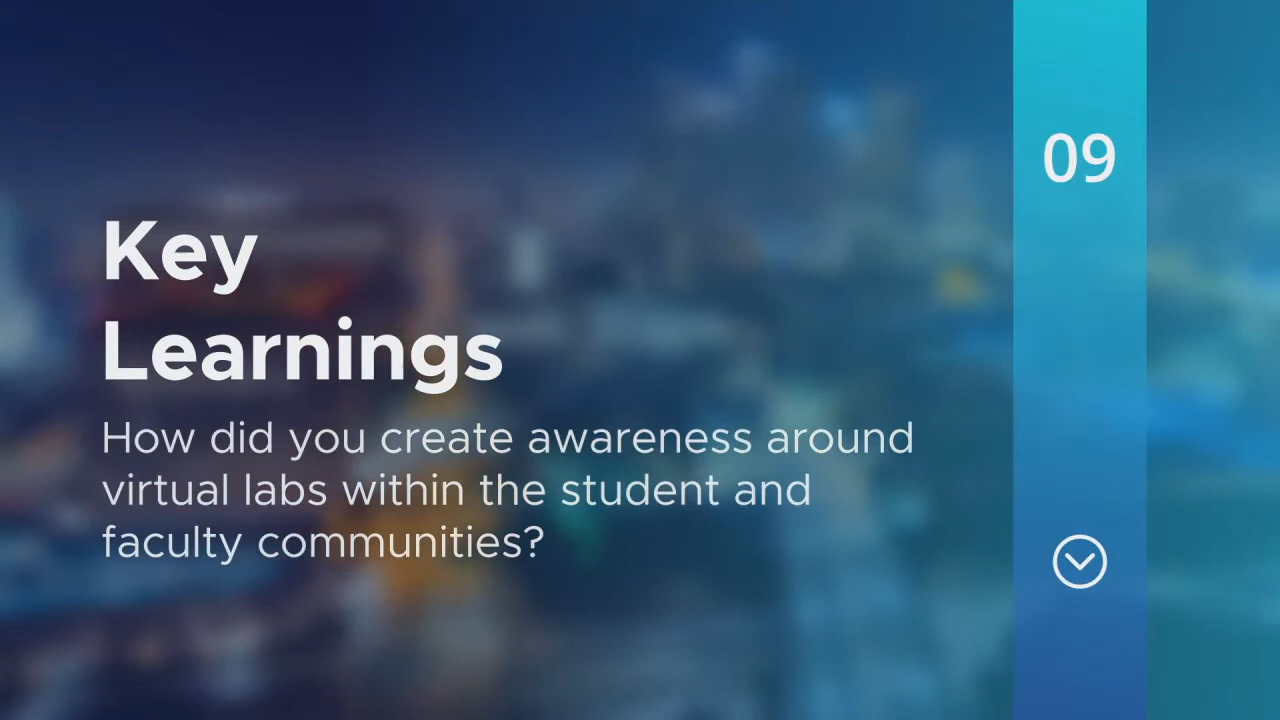 Key
Learnings
How did you create awareness around
virtual labs within the student and
faculty communities?
09